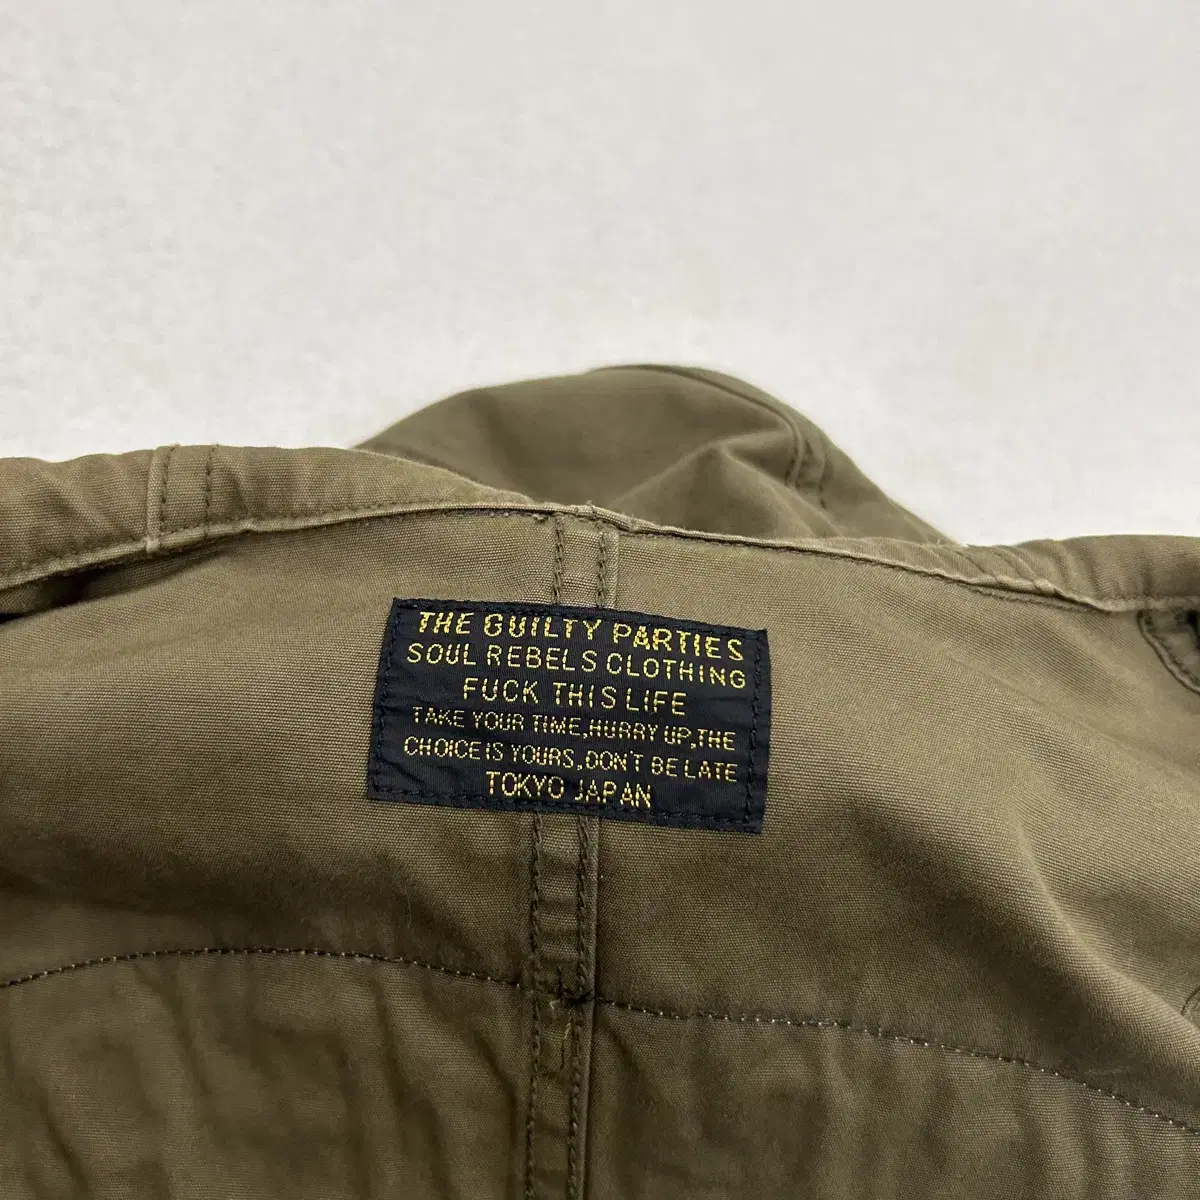 THE GUILTY PARTIES
SOUL REBELS CLOTHING
FUCK THIS LIFE
TAKE YOUR TIME,HURRY UP,THE
CHOICE IS YOURS,DON'T BE LATE
TOKYO JAPAN